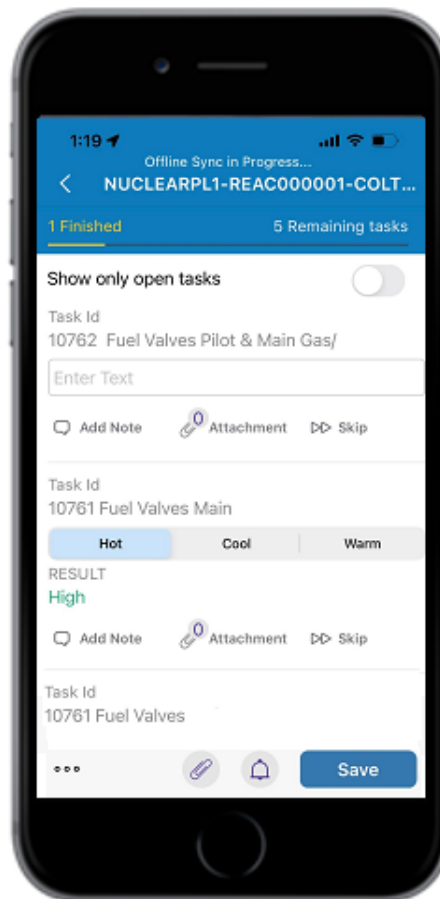 1:19
Offline Sync in Progress...
NUCLEARPL1-REAC000001-COLT...
1 Finished 5 Remaining tasks
Show only open tasks
Task Id
10762 Fuel Valves Pilot & Main Gas/
Enter Text
Add Note 0 Attachment Skip
Task Id
10761 Fuel Valves Main
Hot Cool Warm
RESULT
High
Add Note 0 Attachment Skip
Task Id
10761 Fuel Valves
Save